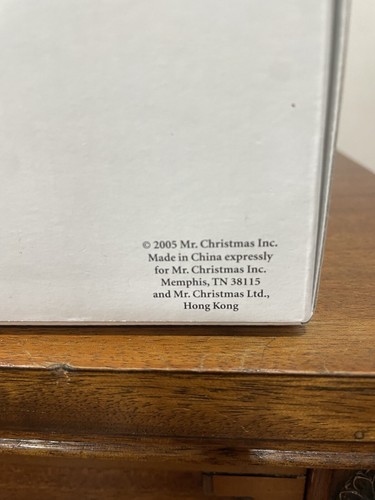 © 2005 Mr. Christmas Inc.
Made in China expressly
for Mr. Christmas Inc.
Memphis, TN 38115
and Mr. Christmas Ltd.,
Hong Kong